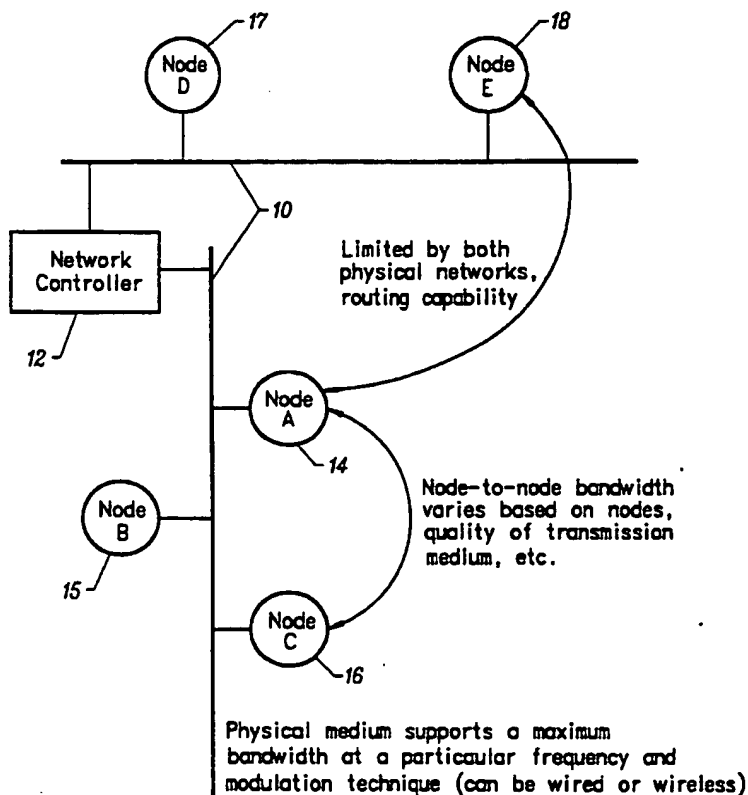 17
18
Node
D
Node
E
10
Network
Controller
12
Limited by both
physical networks,
routing capability
Node
A
14
Node-to-node bandwidth
varies based on nodes,
quality of transmission
medium, etc.
Node
B
15
Node
C
16
Physical medium supports a maximum
bandwidth at a particular frequency and
modulation technique (can be wired or wireless)